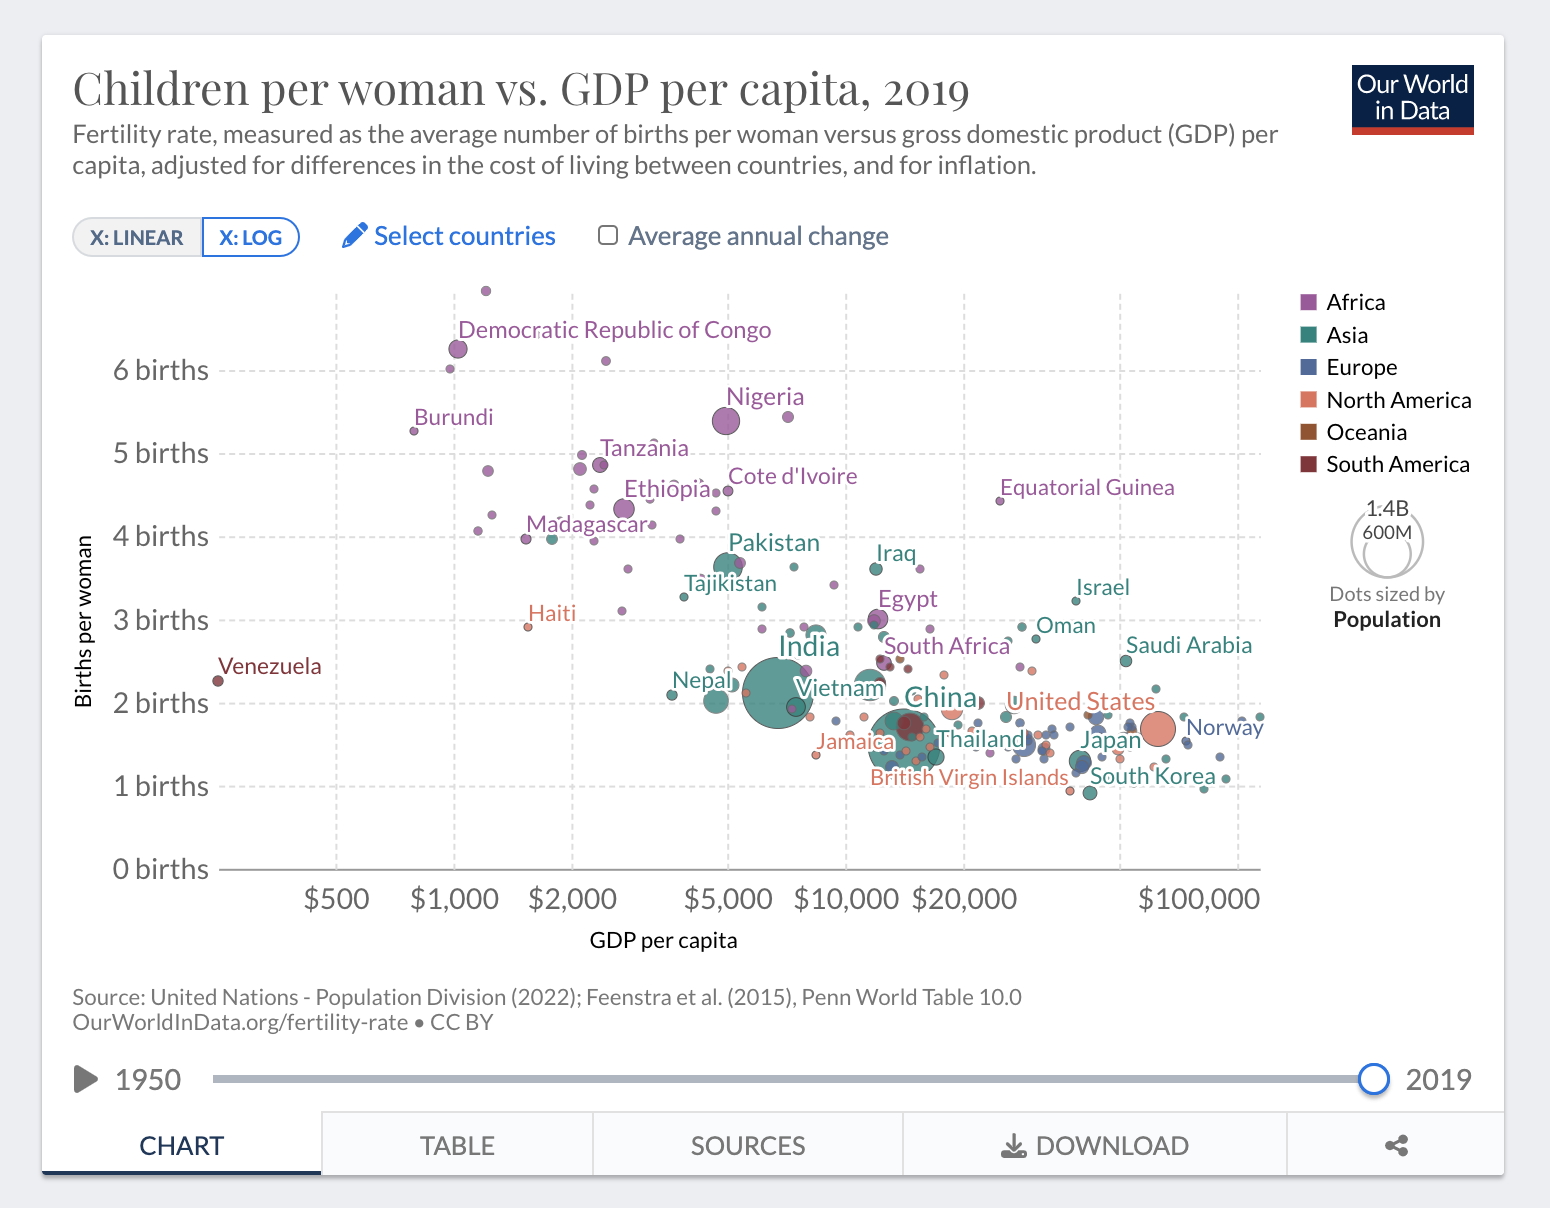 Children per woman vs. GDP per capita, 2019
Our World
in Data
Fertility rate, measured as the average number of births per woman versus gross domestic product (GDP) per
capita, adjusted for differences in the cost of living between countries, and for inflation.
X: LINEAR
X: LOG
Select countries
Average annual change
Africa
Asia
Europe
North America
Oceania
South America
1.4B
600M
Dots sized by
Population
Births per woman
6 births
5 births
4 births
3 births
2 births
1 births
0 births
Democratic Republic of Congo
Nigeria
Burundi
Tanzania
Cote d'Ivoire
Ethiopia
Equatorial Guinea
Madagascar
Pakistan
Iraq
Tajikistan
Israel
Egypt
Haiti
Oman
South Africa
India
Saudi Arabia
Venezuela
Nepal
Vietnam
China
United States
Norway
Jamaica
Thailand
Japan
British Virgin Islands
South Korea
$500
$1,000
$2,000
$5,000
$10,000
$20,000
$100,000
GDP per capita
Source: United Nations - Population Division (2022); Feenstra et al. (2015), Penn World Table 10.0
OurWorldInData.org/fertility-rate • CC BY
1950
2019
CHART
TABLE
SOURCES
DOWNLOAD